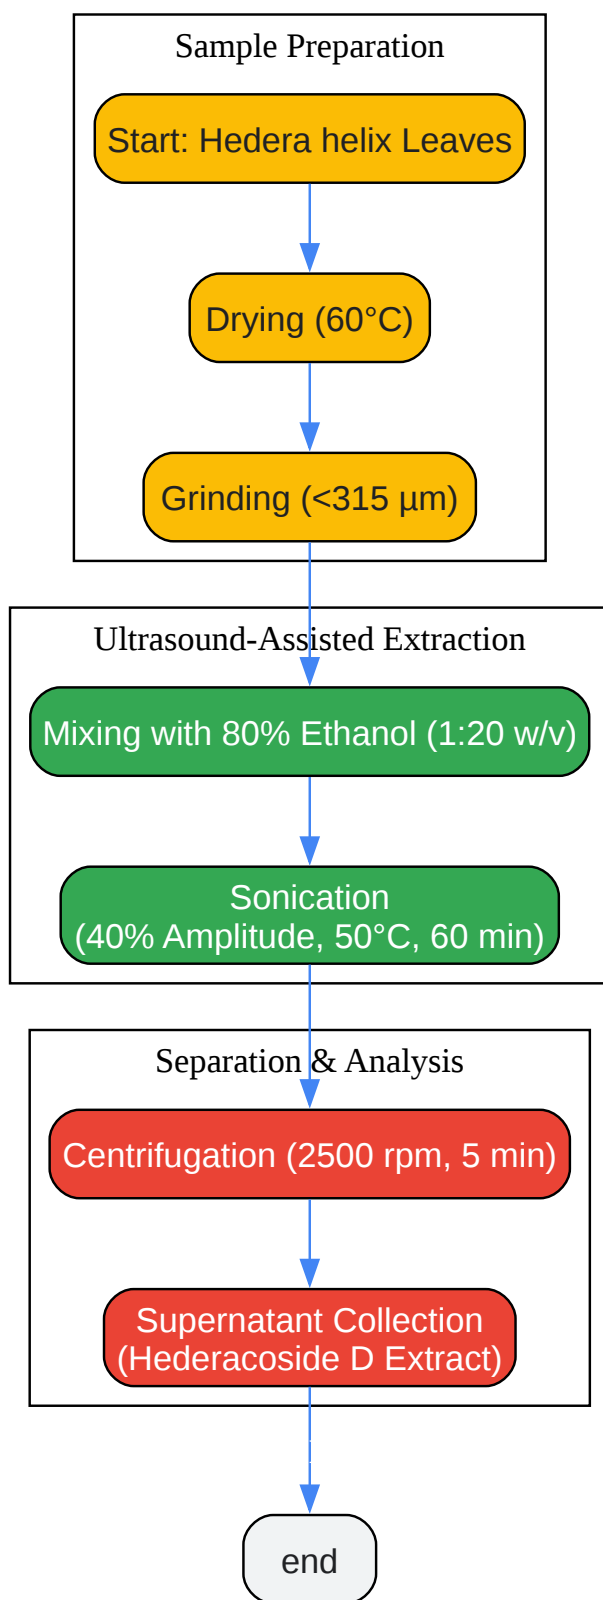 Sample Preparation
Start: Hedera helix Leaves
Drying (60°C)
Grinding (<315 µm)
Ultrasound-Assisted Extraction
Mixing with 80% Ethanol (1:20 w/v)
Sonication
(40% Amplitude, 50°C, 60 min)
Separation & Analysis
Centrifugation (2500 rpm, 5 min)
Supernatant Collection
(Hederacoside D Extract)
end